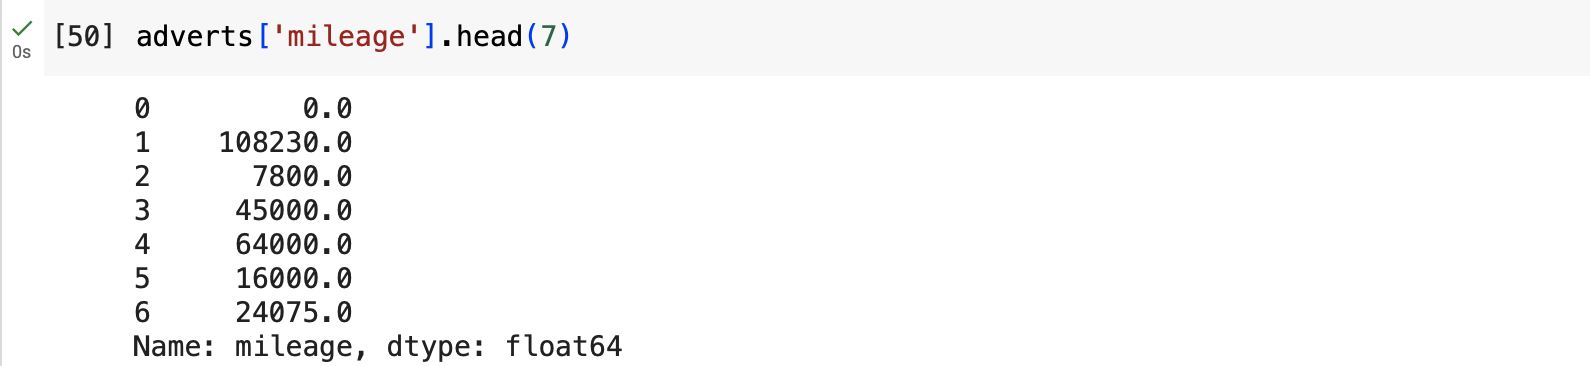 [50] adverts['mileage'].head(7)
0s
0 0.0
1 108230.0
2 7800.0
3 45000.0
4 64000.0
5 16000.0
6 24075.0
Name: mileage, dtype: float64